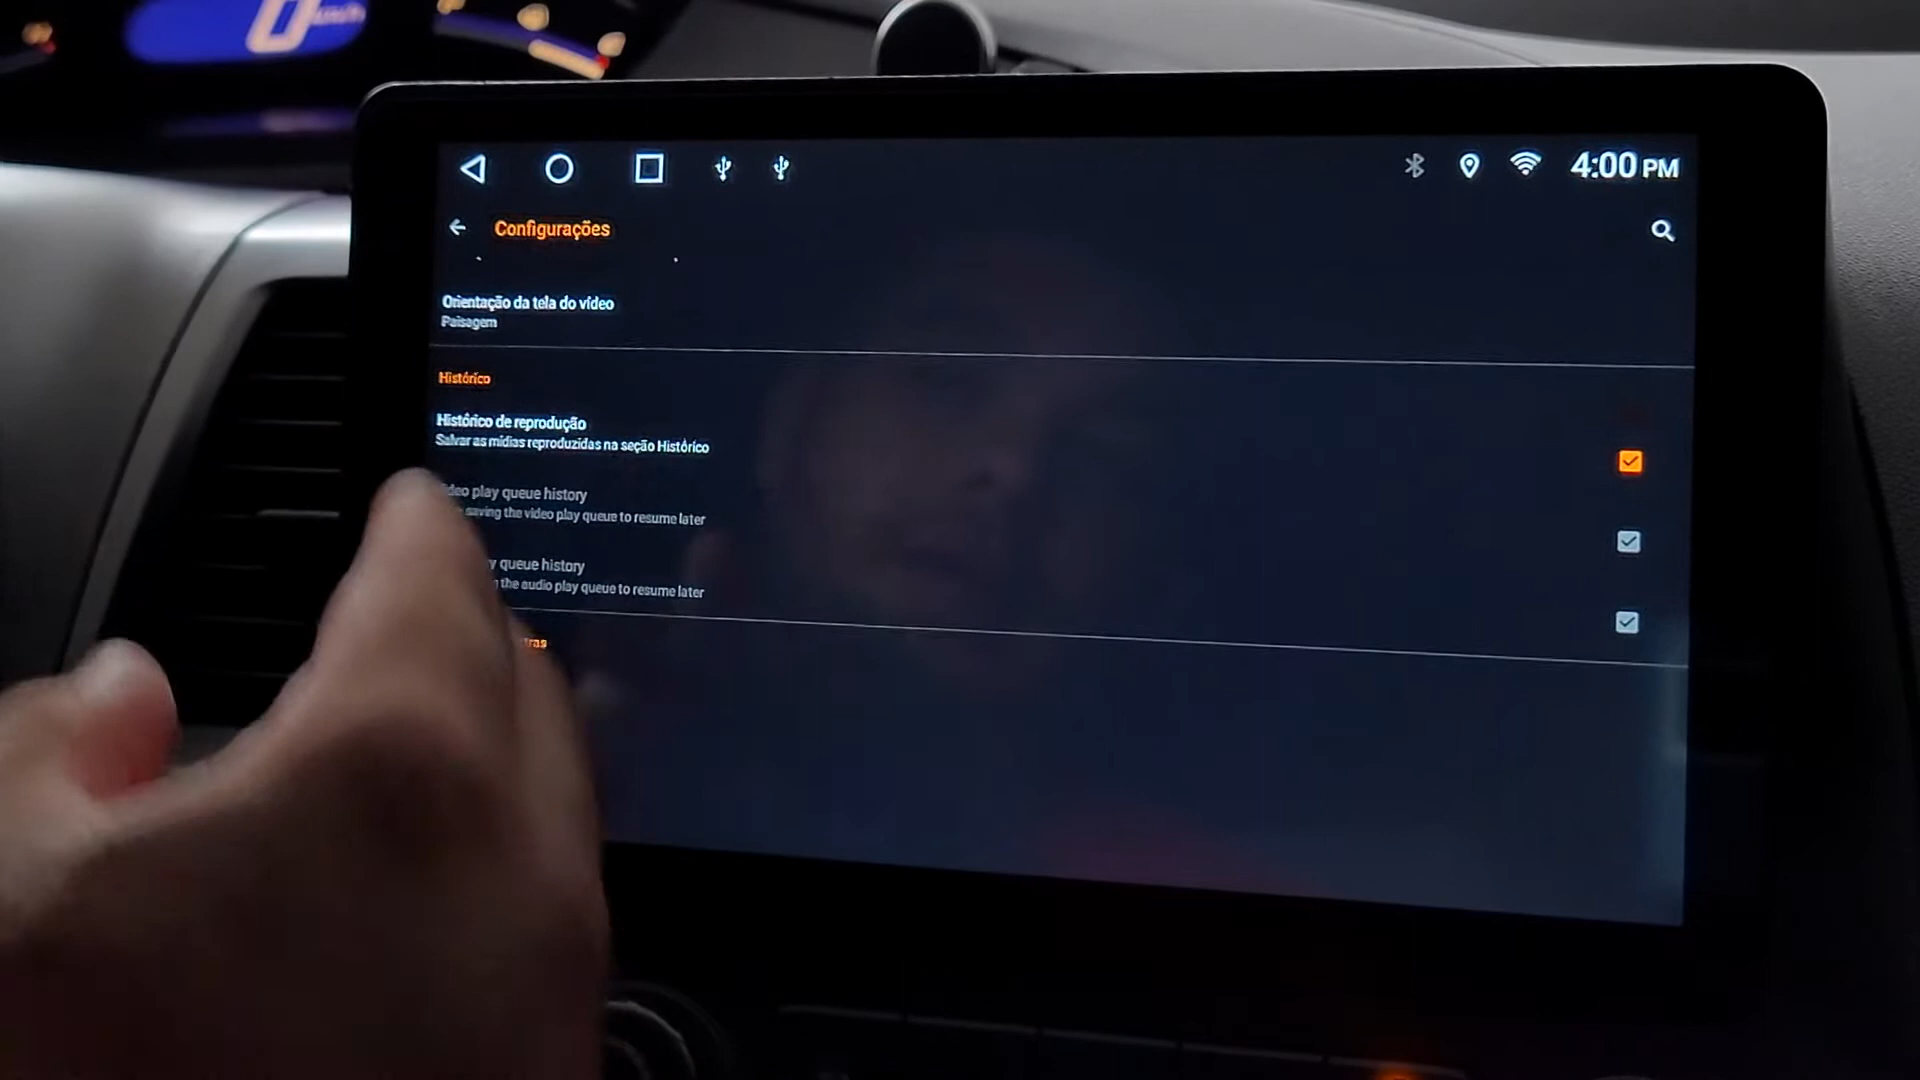 0 km/h
4:00 PM
Configurações
Orientação da tela do vídeo
Paisagem
Histórico
Histórico de reprodução
Salvar as mídias reproduzidas na seção Histórico
play queue history
saving the video play queue to resume later
queue history
the audio play queue to resume later